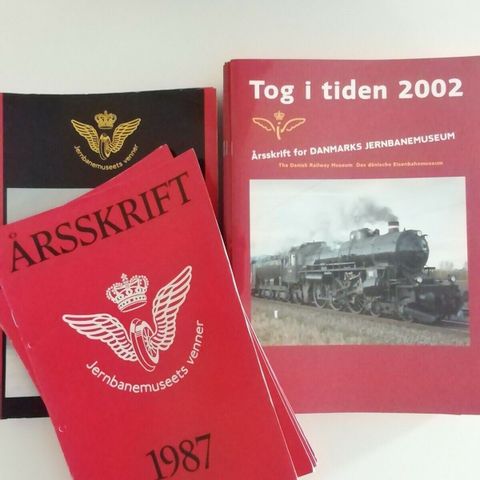 Jernbanemuseets venner
ÅRSSKRIFT
Jernbanemuseets venner
1987
Tog i tiden 2002
Årsskrift for DANMARKS JERNBANEMUSEUM
The Danish Railway Museum Das dänische Eisenbahnmuseum